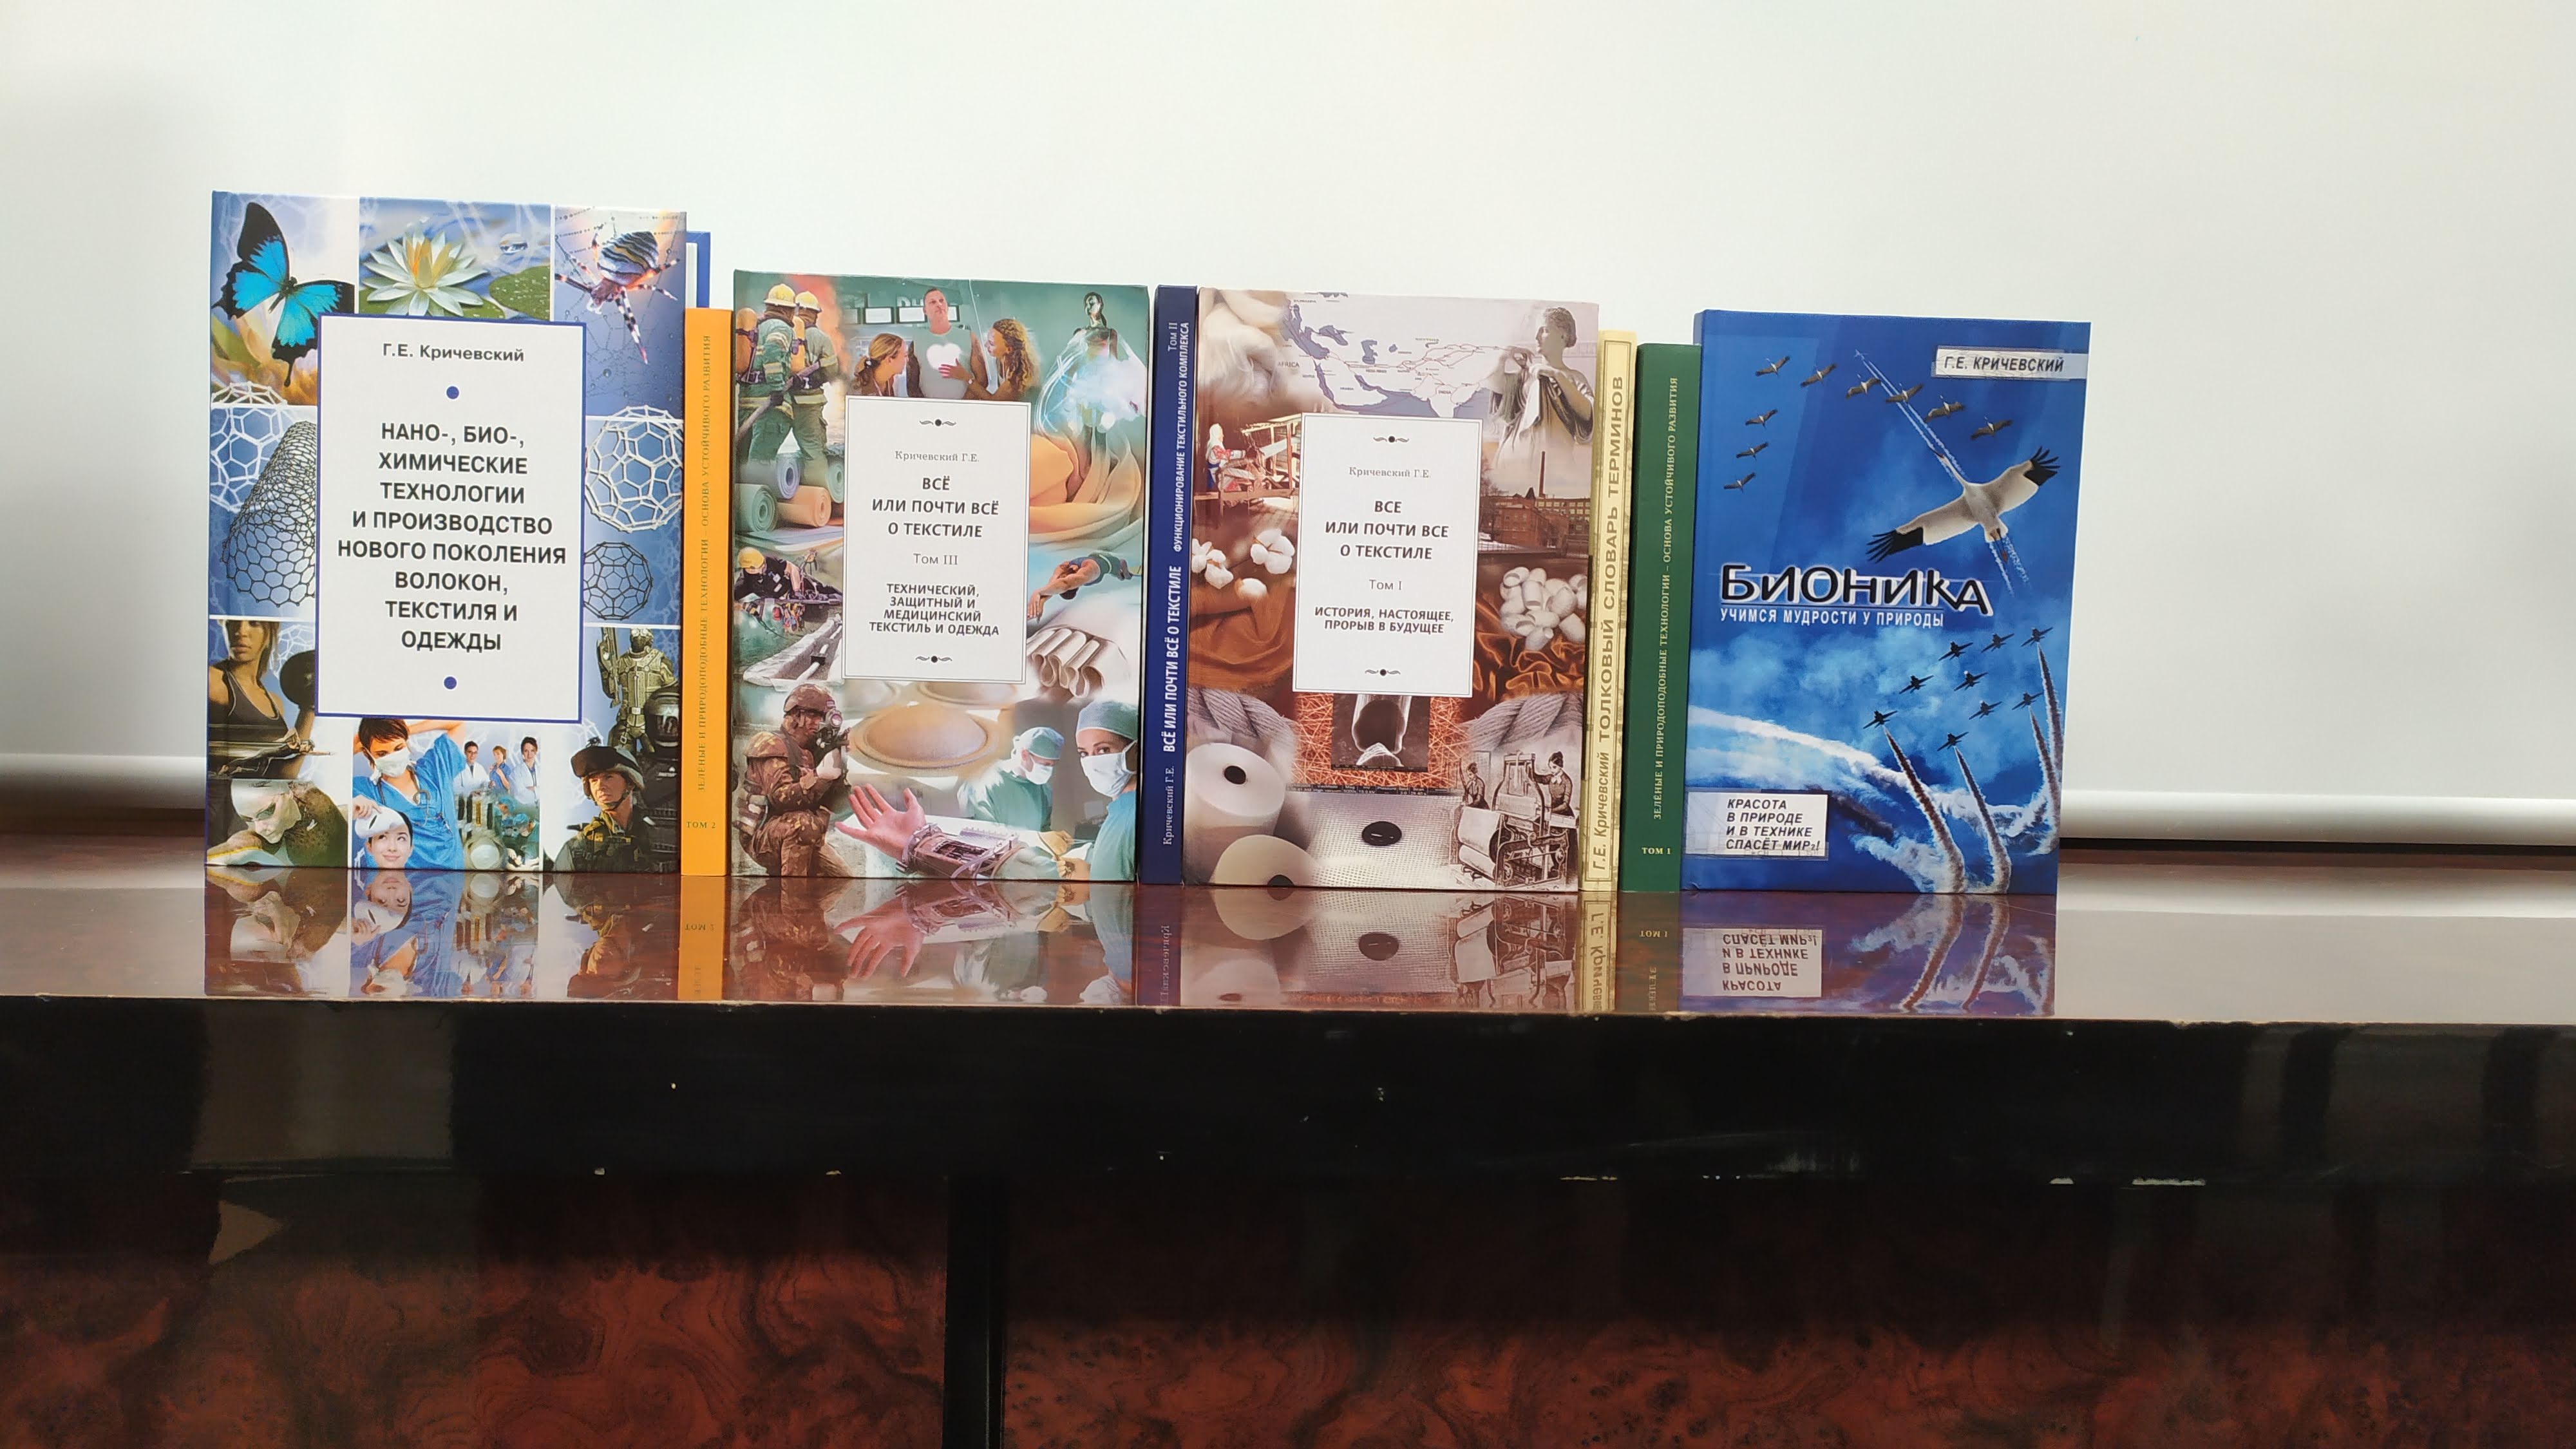 Г.Е. Кричевский
НАНО-, БИО-,
ХИМИЧЕСКИЕ
ТЕХНОЛОГИИ
И ПРОИЗВОДСТВО
НОВОГО ПОКОЛЕНИЯ
ВОЛОКОН,
ТЕКСТИЛЯ И
ОДЕЖДЫ
ЗЕЛЁНЫЕ И ПРИРОДОПОДОБНЫЕ ТЕХНОЛОГИИ - ОСНОВА УСТОЙЧИВОГО РАЗВИТИЯ
ТОМ 2
Кричевский Г.Е.
ВСЁ
ИЛИ ПОЧТИ ВСЁ
О ТЕКСТИЛЕ
Том III
ТЕХНИЧЕСКИЙ,
ЗАЩИТНЫЙ И
МЕДИЦИНСКИЙ
ТЕКСТИЛЬ И ОДЕЖДА
Кричевский Г.Е. ВСЁ ИЛИ ПОЧТИ ВСЁ О ТЕКСТИЛЕ
Том II
ФУНКЦИОНИРОВАНИЕ ТЕКСТИЛЬНОГО КОМПЛЕКСА
AFRICA
Кричевский Г.Е.
ВСЕ
ИЛИ ПОЧТИ ВСЕ
О ТЕКСТИЛЕ
Том I
ИСТОРИЯ, НАСТОЯЩЕЕ,
ПРОРЫВ В БУДУЩЕЕ
Г.Е. Кричевский ТОЛКОВЫЙ СЛОВАРЬ ТЕРМИНОВ
ЗЕЛЁНЫЕ И ПРИРОДОПОДОБНЫЕ ТЕХНОЛОГИИ – ОСНОВА УСТОЙЧИВОГО РАЗВИТИЯ
ТОМ 1
Г.Е. КРИЧЕВСКИЙ
БИОНИКА
УЧИМСЯ МУДРОСТИ У ПРИРОДЫ
КРАСОТА
В ПРИРОДЕ
И В ТЕХНИКЕ
СПАСЁТ МИР?!